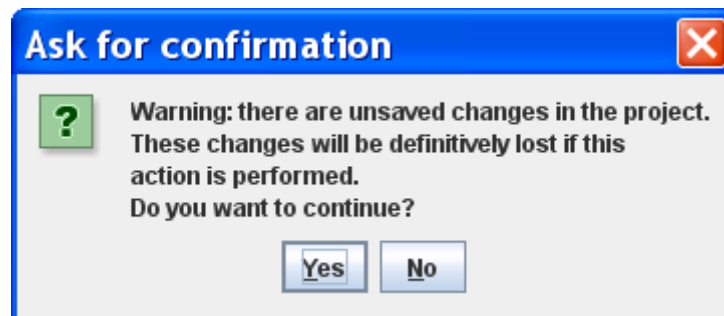 Ask for confirmation
?
Warning: there are unsaved changes in the project.
These changes will be definitively lost if this
action is performed.
Do you want to continue?
Yes No